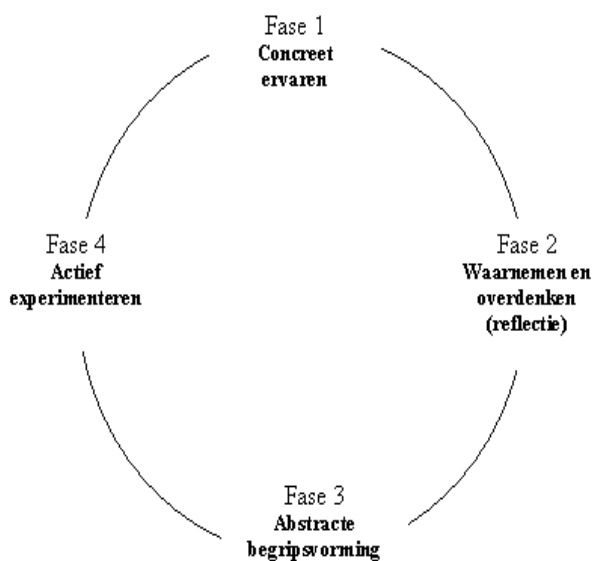 Fase 1
Concreet
ervaren
Fase 2
Waarnemen en
overdenken
(reflectie)
Fase 3
Abstracte
begripsvorming
Fase 4
Actief
experimenteren